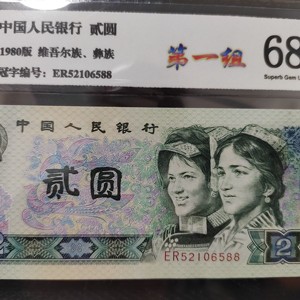 中国人民银行 贰圆
1980版 维吾尔族、彝族
冠字编号：ER52106588
第一组
68
Superb Gem U
中国人民银行
贰圆
ER52106588
2